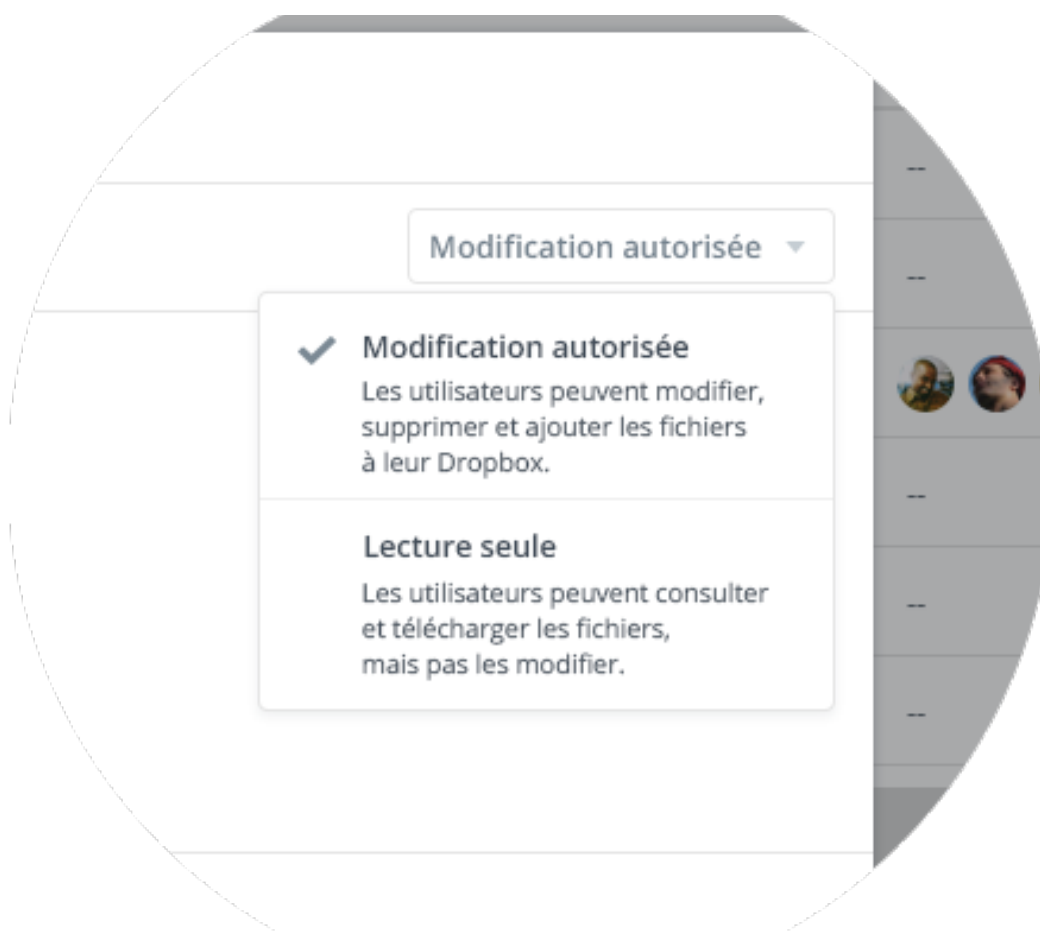 Modification autorisée
Modification autorisée
Les utilisateurs peuvent modifier,
supprimer et ajouter les fichiers
à leur Dropbox.
Lecture seule
Les utilisateurs peuvent consulter
et télécharger les fichiers,
mais pas les modifier.
--
--
--
--
--